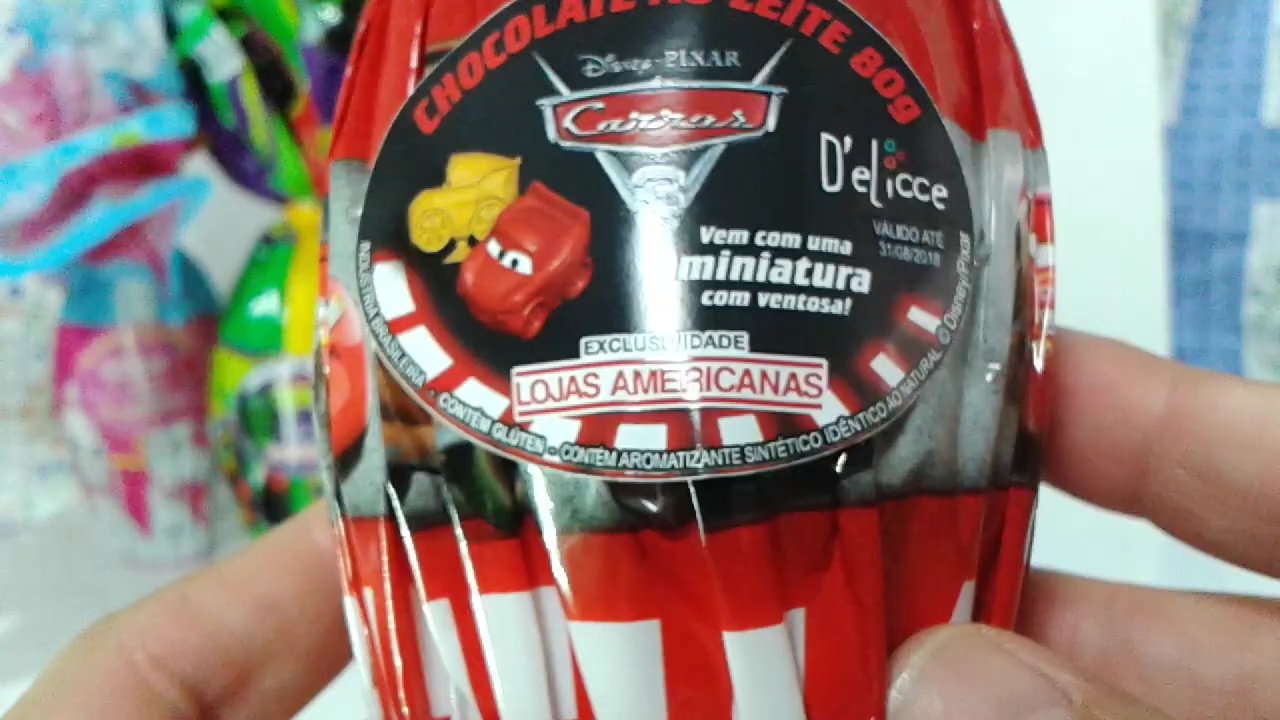 CHOCOLATE AO LEITE 80g
Disney·PIXAR
Carros
3
D'elicce
VÁLIDO ATÉ
31/08/2018
Vem com uma
miniatura
com ventosa!
EXCLUSIVIDADE
LOJAS AMERICANAS
INDÚSTRIA BRASILEIRA - CONTÉM GLÚTEN - CONTÉM AROMATIZANTE SINTÉTICO IDÊNTICO AO NATURAL © Disney/Pixar